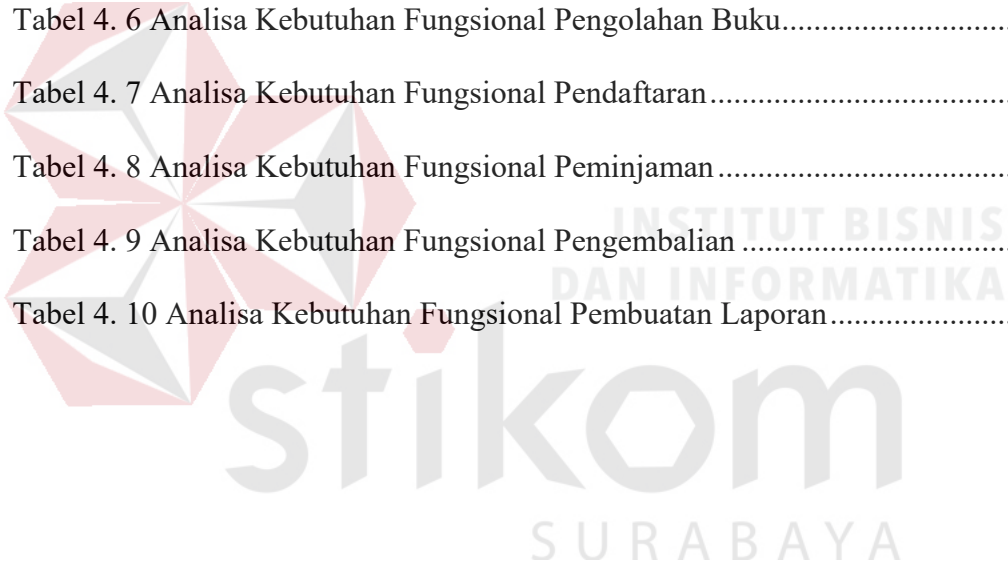 Tabel 4. 6 Analisa Kebutuhan Fungsional Pengolahan Buku..............................
Tabel 4. 7 Analisa Kebutuhan Fungsional Pendaftaran.......................................
Tabel 4. 8 Analisa Kebutuhan Fungsional Peminjaman......................................
Tabel 4. 9 Analisa Kebutuhan Fungsional Pengembalian...................................
Tabel 4. 10 Analisa Kebutuhan Fungsional Pembuatan Laporan.......................
INSTITUT BISNIS
DAN INFORMATIKA
stikom
SURABAYA